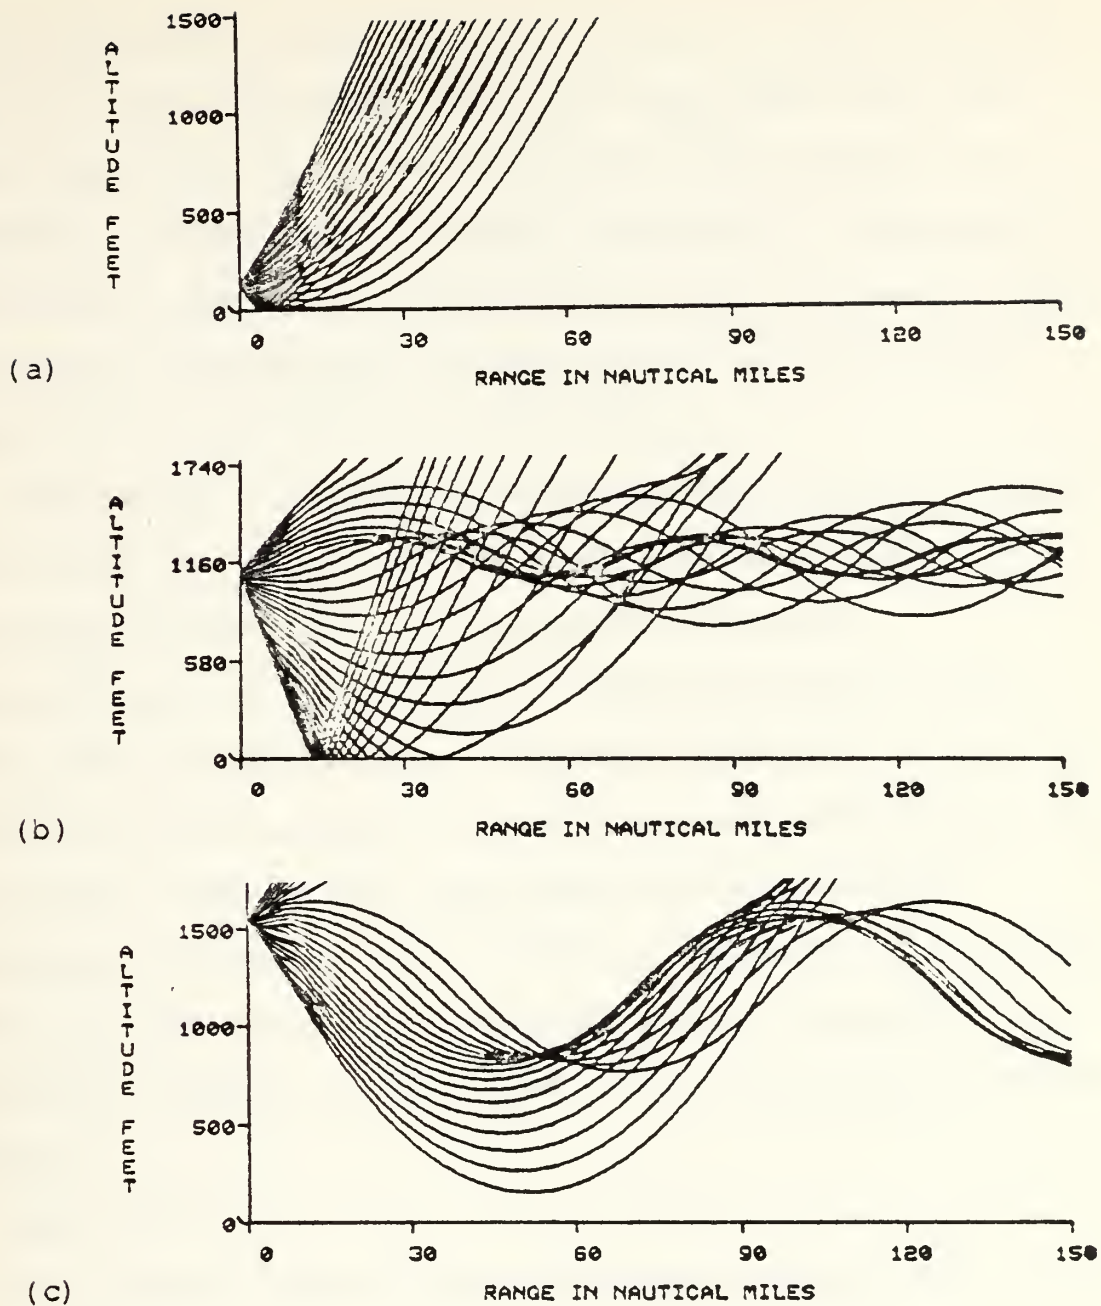 1500
1000
500
0
ALTITUDE FEET
0 30 60 90 120 150
RANGE IN NAUTICAL MILES
(a)
1740
1160
580
0
ALTITUDE FEET
0 30 60 90 120 150
RANGE IN NAUTICAL MILES
(b)
1500
1000
500
0
ALTITUDE FEET
0 30 60 90 120 150
RANGE IN NAUTICAL MILES
(c)